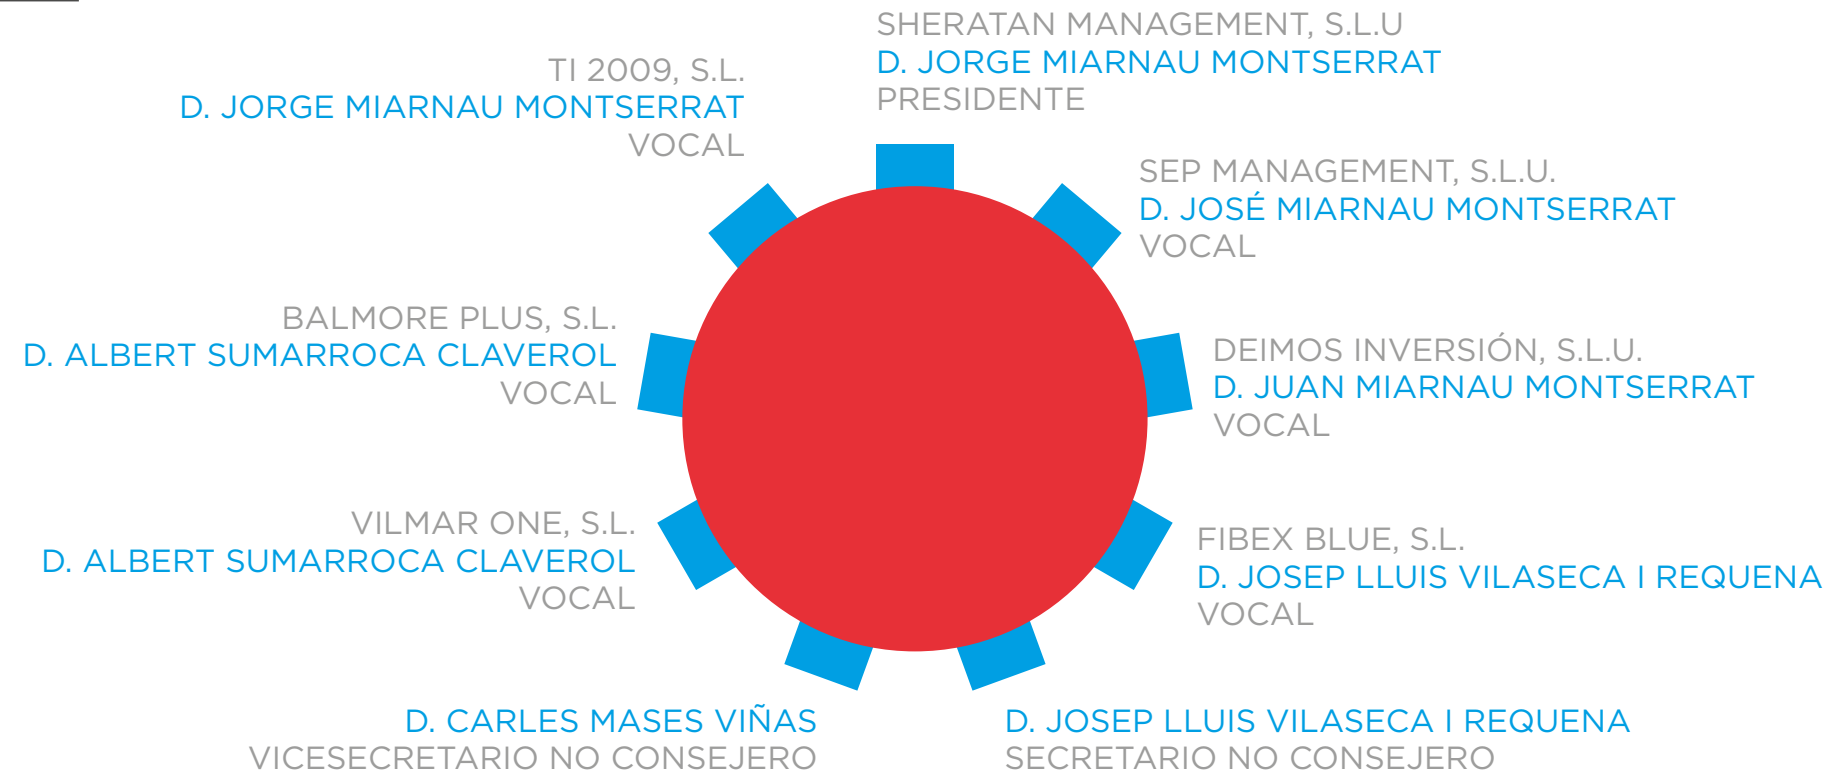 SHERATAN MANAGEMENT, S.L.U
D. JORGE MIARNAU MONTSERRAT
PRESIDENTE
TI 2009, S.L.
D. JORGE MIARNAU MONTSERRAT
VOCAL
SEP MANAGEMENT, S.L.U.
D. JOSÉ MIARNAU MONTSERRAT
VOCAL
BALMORE PLUS, S.L.
D. ALBERT SUMARROCA CLAVEROL
VOCAL
DEIMOS INVERSIÓN, S.L.U.
D. JUAN MIARNAU MONTSERRAT
VOCAL
VILMAR ONE, S.L.
D. ALBERT SUMARROCA CLAVEROL
VOCAL
FIBEX BLUE, S.L.
D. JOSEP LLUIS VILASECA I REQUENA
VOCAL
D. CARLES MASES VIÑAS
VICESECRETARIO NO CONSEJERO
D. JOSEP LLUIS VILASECA I REQUENA
SECRETARIO NO CONSEJERO